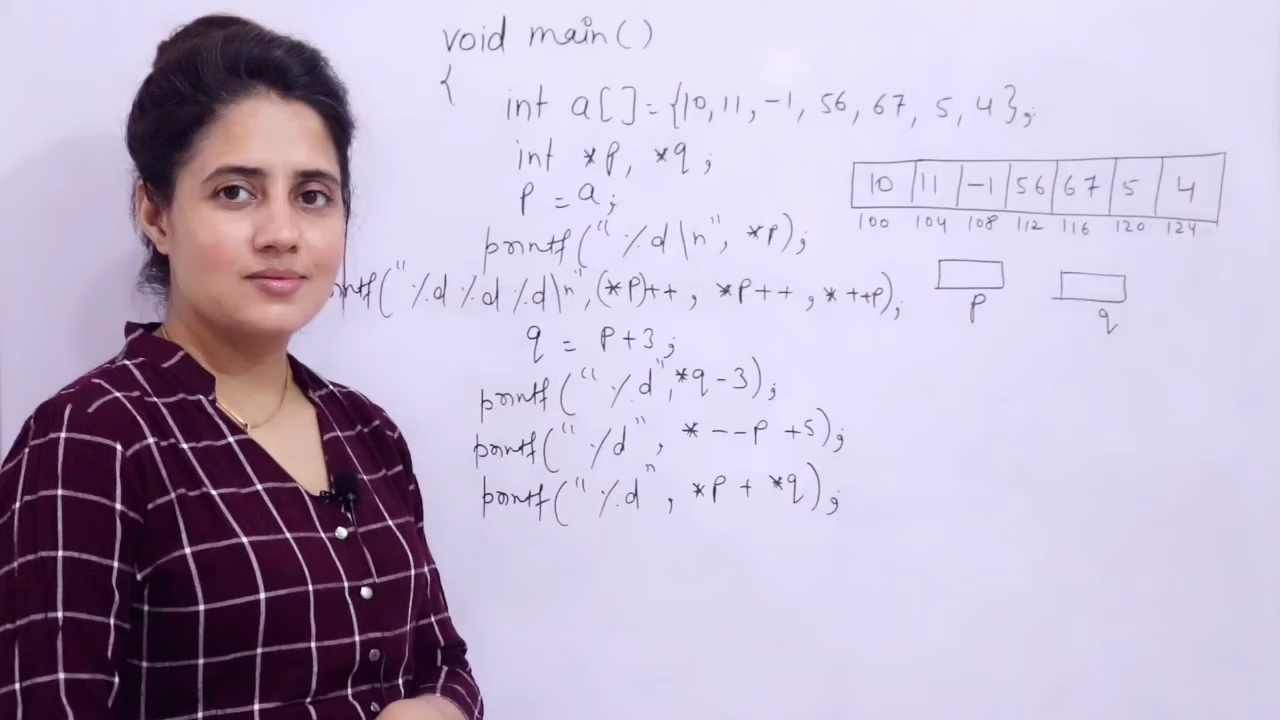 void main()
{
int a[] = {10, 11, -1, 56, 67, 5, 4};
int *p, *q;
p = a;
printf("%d\n", *p);
printf("%d %d %d\n", (*p)++, *p++, *++p);
q = p+3;
printf("%d", *q-3);
printf("%d", *--p+5);
printf("%d", *p + *q);
10 11 -1 56 67 5 4
100 104 108 112 116 120 124
p q